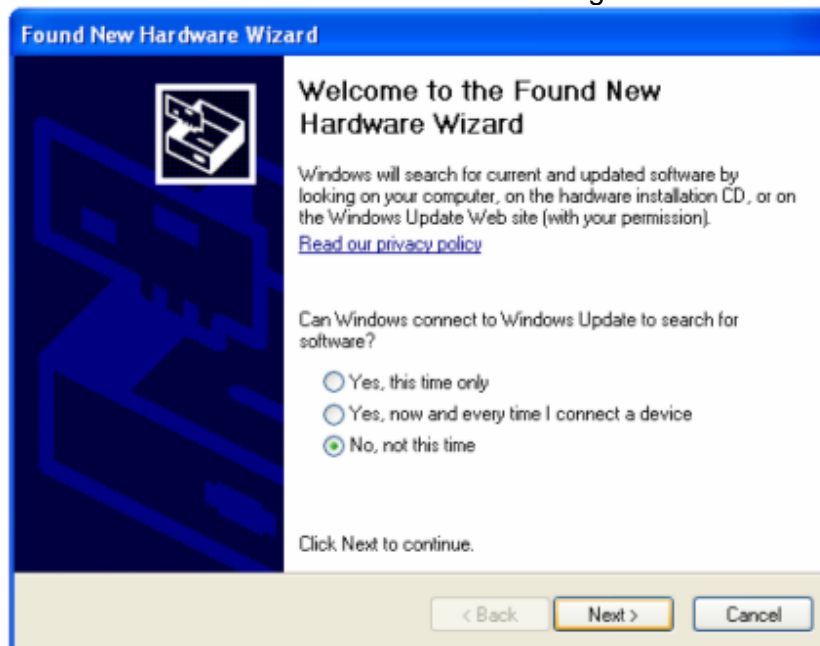 Found New Hardware Wizard
Welcome to the Found New
Hardware Wizard
Windows will search for current and updated software by
looking on your computer, on the hardware installation CD, or on
the Windows Update Web site (with your permission).
Read our privacy policy
Can Windows connect to Windows Update to search for
software?
Yes, this time only
Yes, now and every time I connect a device
No, not this time
Click Next to continue.
< Back
Next >
Cancel